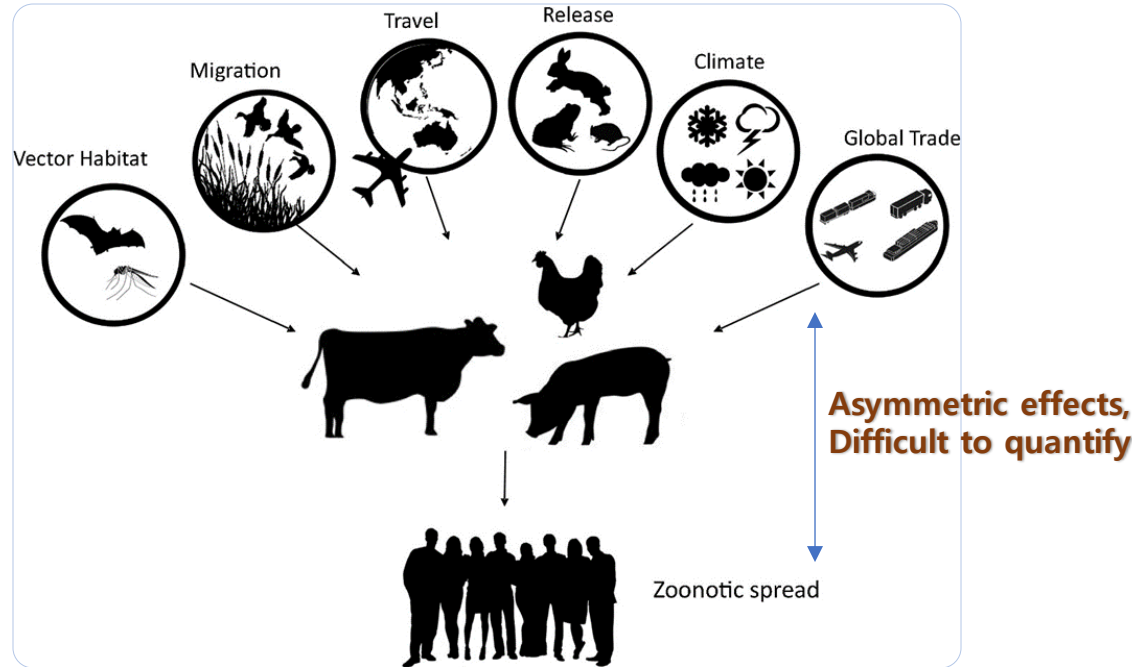 Release
Travel
Climate
Migration
Global Trade
Vector Habitat
Asymmetric effects,
Difficult to quantify
Zoonotic spread